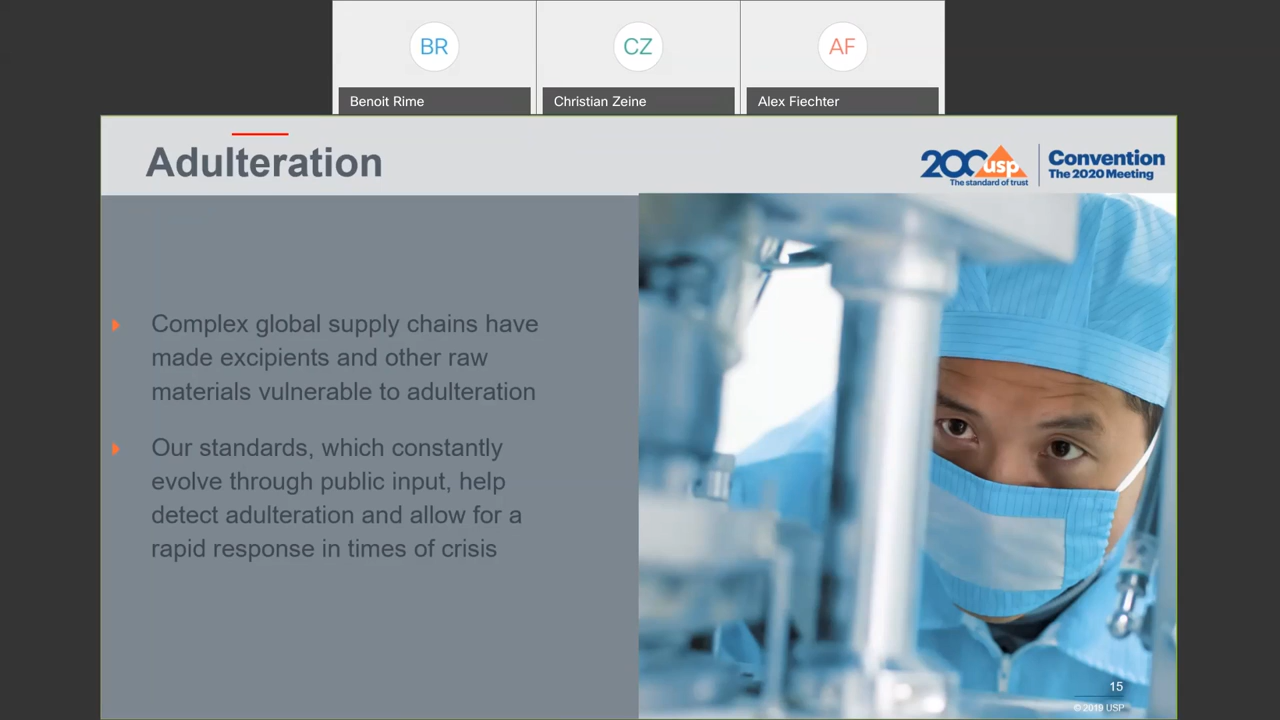 BR
CZ
AF
Benoit Rime
Christian Zeine
Alex Fiechter
Adulteration
200 usp
The standard of trust
Convention
The 2020 Meeting
Complex global supply chains have
made excipients and other raw
materials vulnerable to adulteration
Our standards, which constantly
evolve through public input, help
detect adulteration and allow for a
rapid response in times of crisis
15
© 2019 USP